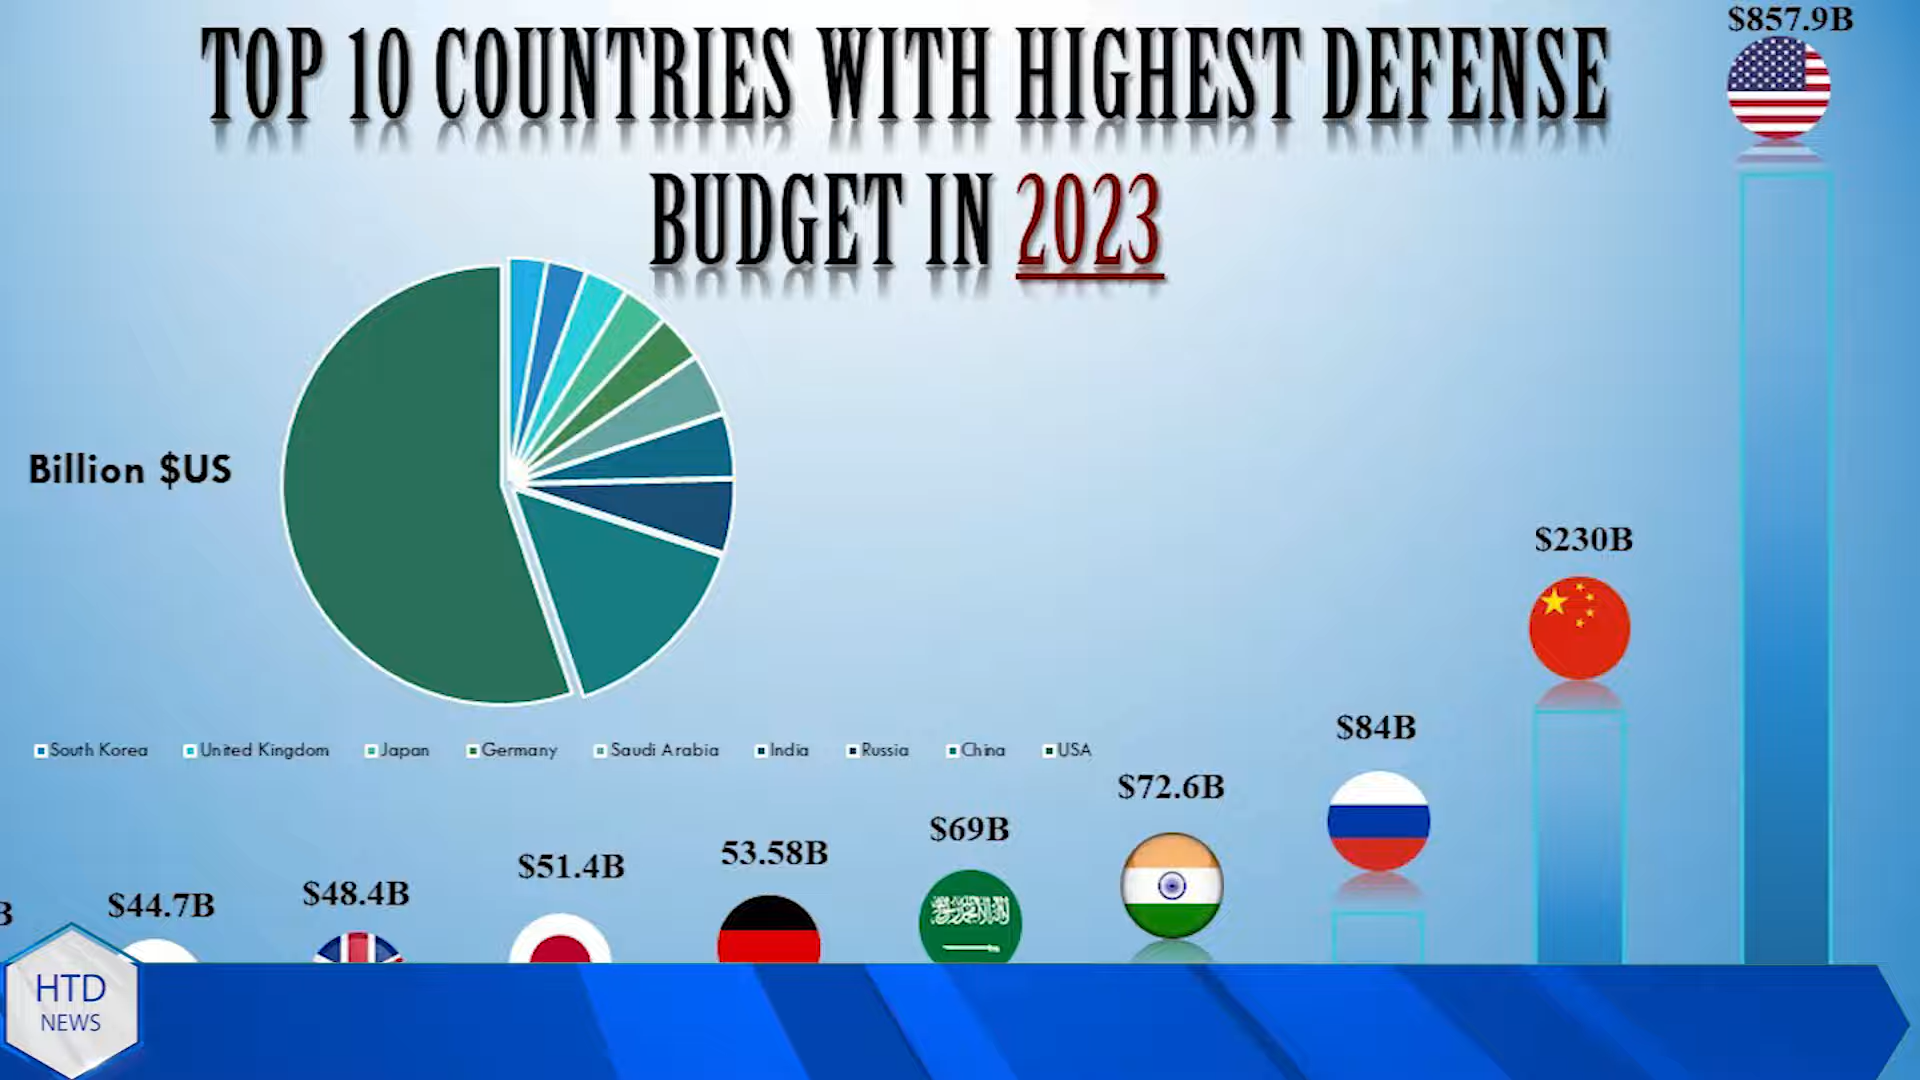 TOP 10 COUNTRIES WITH HIGHEST DEFENSE
BUDGET IN 2023
$857.9B
Billion $US
$230B
$84B
South Korea United Kingdom Japan Germany Saudi Arabia India Russia China USA
$72.6B
$69B
53.58B
$51.4B
$48.4B
$44.7B
B
HTD
NEWS